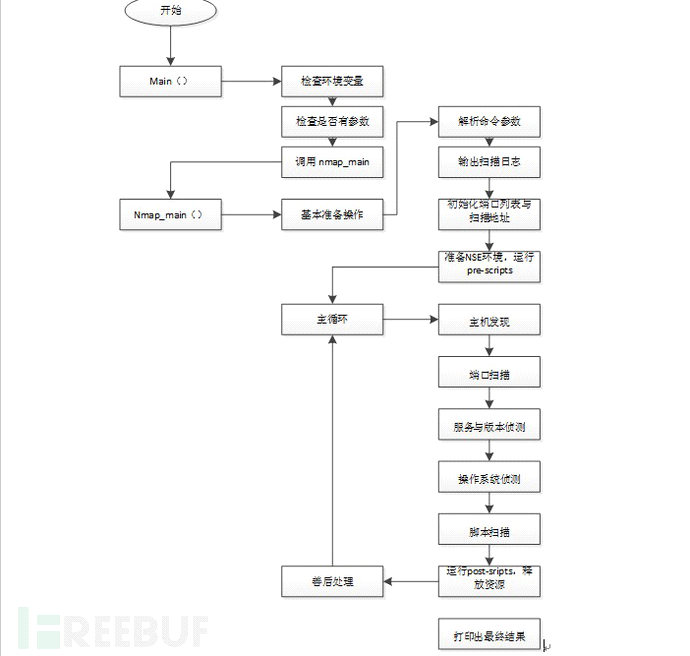 开始
Main（）
检查环境变量
检查是否有参数
调用 nmap_main
Nmap_main（）
基本准备操作
解析命令参数
输出扫描日志
初始化端口列表与
扫描地址
准备NSE环境，运行
pre-scripts
主循环
主机发现
端口扫描
服务与版本侦测
操作系统侦测
脚本扫描
运行post-sripts，释
放资源
善后处理
打印出最终结果
FREEBUF